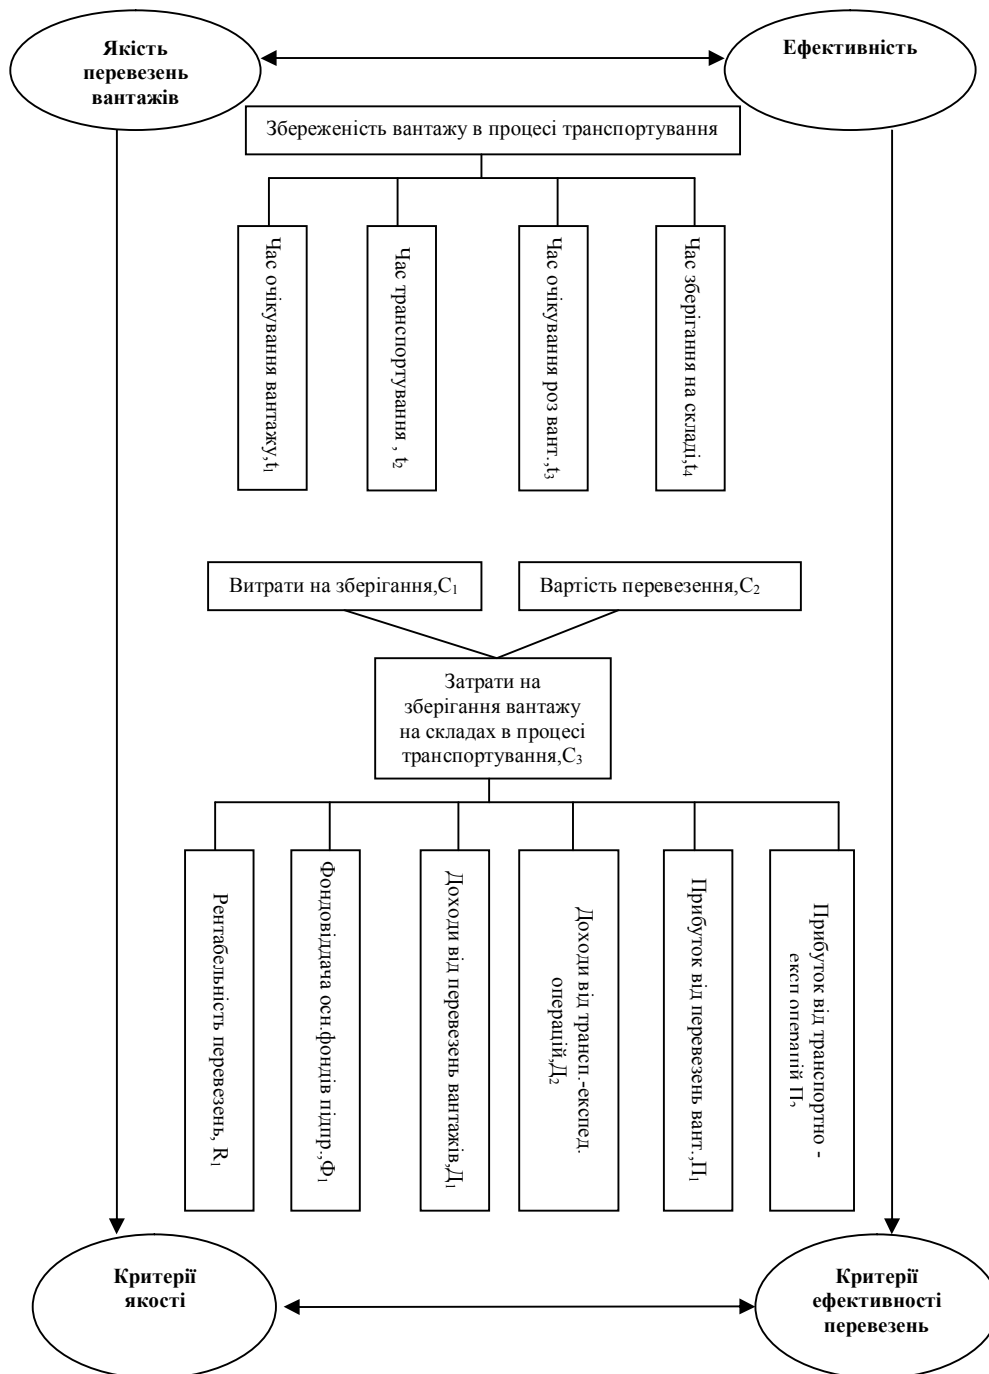 Якість
перевезень
вантажів
Ефективність
Збереженість вантажу в процесі транспортування
Час очікування вантажу,t₁
Час транспортування , t₂
Час очікування роз вант.,t₃
Час зберігання на складі,t₄
Витрати на зберігання,C₁
Вартість перевезення,C₂
Затрати на
зберігання вантажу
на складах в процесі
транспортування,C₃
Рентабельність перевезень, R₁
Фондовіддача осн.фондів підпр.,Ф₁
Доходи від перевезень вантажів,Д₁
Доходи від трансп.-експед.
операцій,Д₂
Прибуток від перевезень вант.,П₁
Прибуток від транспортно -
експ операцій П₂
Критерії
якості
Критерії
ефективності
перевезень